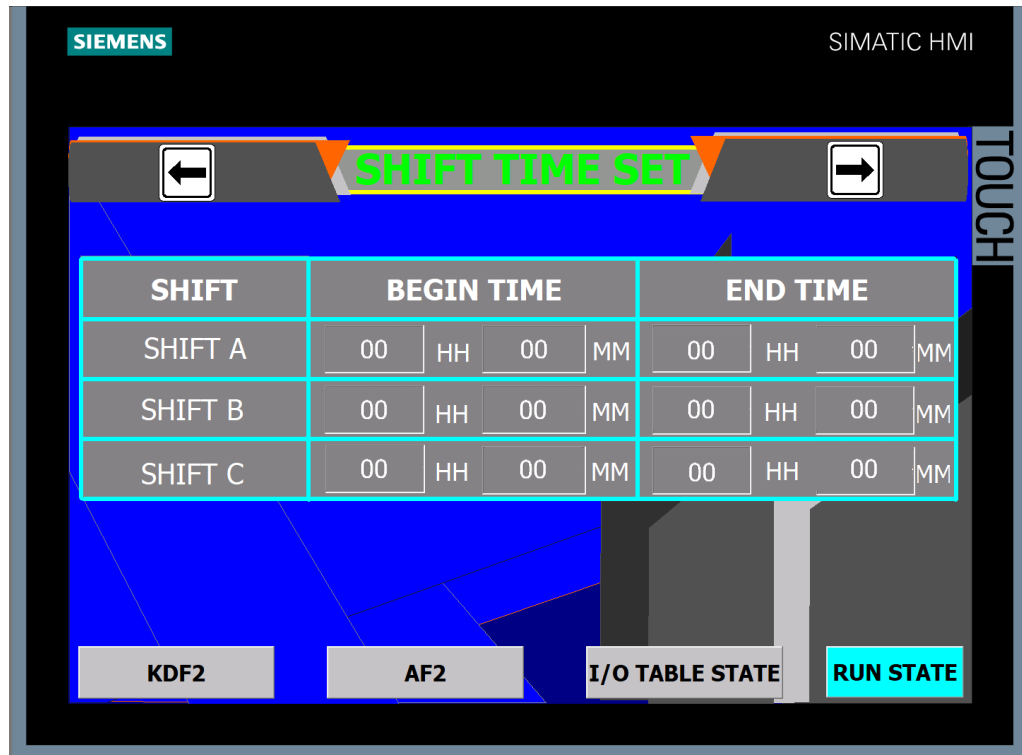 SIEMENS
SIMATIC HMI
TOUCH
SHIFT TIME SET
SHIFT BEGIN TIME END TIME
SHIFT A 00 HH 00 MM 00 HH 00 MM
SHIFT B 00 HH 00 MM 00 HH 00 MM
SHIFT C 00 HH 00 MM 00 HH 00 MM
KDF2 AF2 I/O TABLE STATE RUN STATE